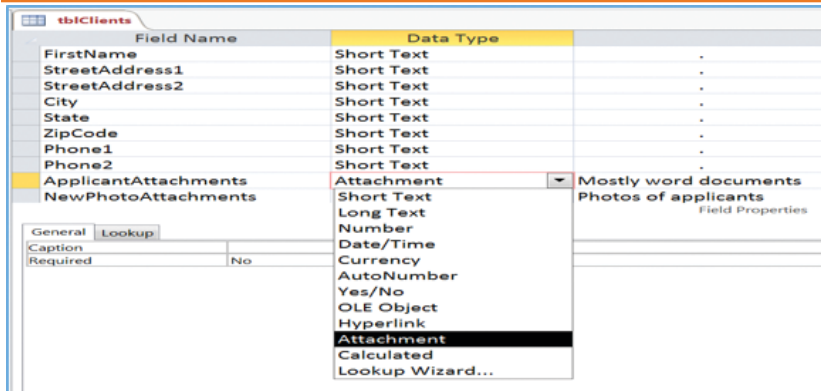 tblClients
Field Name Data Type
FirstName Short Text .
StreetAddress1 Short Text .
StreetAddress2 Short Text .
City Short Text .
State Short Text .
ZipCode Short Text .
Phone1 Short Text .
Phone2 Short Text .
ApplicantAttachments Attachment Mostly word documents
NewPhotoAttachments Short Text Photos of applicants
Long Text Field Properties
General Lookup Number
Caption Date/Time
Required No Currency
AutoNumber
Yes/No
OLE Object
Hyperlink
Attachment
Calculated
Lookup Wizard...